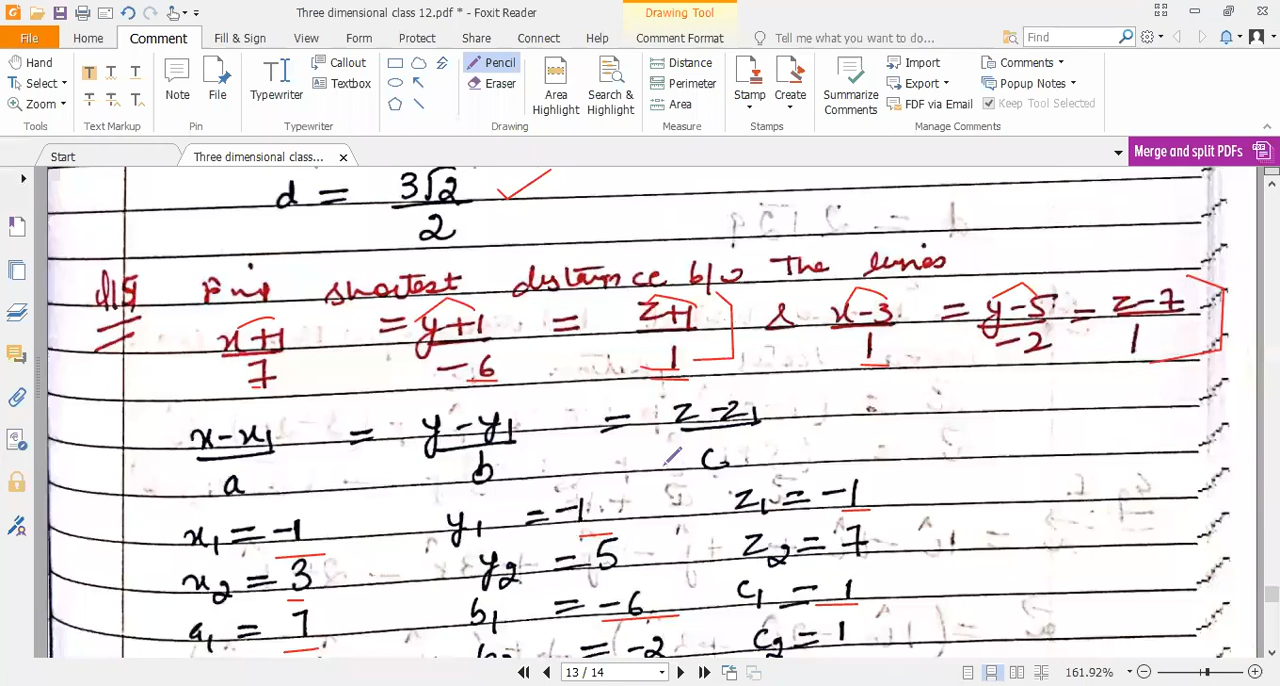 Three dimensional class 12.pdf * - Foxit Reader
Drawing Tool
File Home Comment Fill & Sign View Form Protect Share Connect Help Comment Format Tell me what you want to do... Find
Hand
Select
Zoom
Tools
T T T
T T T
Text Markup
Note
File
Pin
Typewriter
Callout
Textbox
Typewriter
Pencil
Eraser
Drawing
Area Highlight
Search & Highlight
Distance
Perimeter
Area
Measure
Stamp
Create
Stamps
Summarize Comments
Import
Export
FDF via Email
Comments
Popup Notes
Keep Tool Selected
Manage Comments
Start
Three dimensional class...
Merge and split PDFs
d = 3√2/2
shortest distance b/w The lines
x+1/7 = y+1/-6 = z+1/1 & x-3/1 = y-5/-2 = z-7/1
x-x₁/a = y-y₁/b = z-z₁/c
x₁ = -1 y₁ = -1 z₁ = -1
x₂ = 3 y₂ = 5 z₂ = 7
a₁ = 7 b₁ = -6 c₁ = 1
= -2 c₂ = 1
13 / 14
161.92%